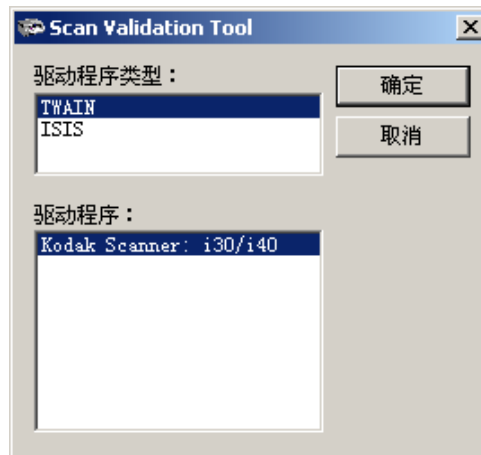 Scan Validation Tool
驱动程序类型：
TWAIN
ISIS
确定
取消
驱动程序：
Kodak Scanner: i30/i40